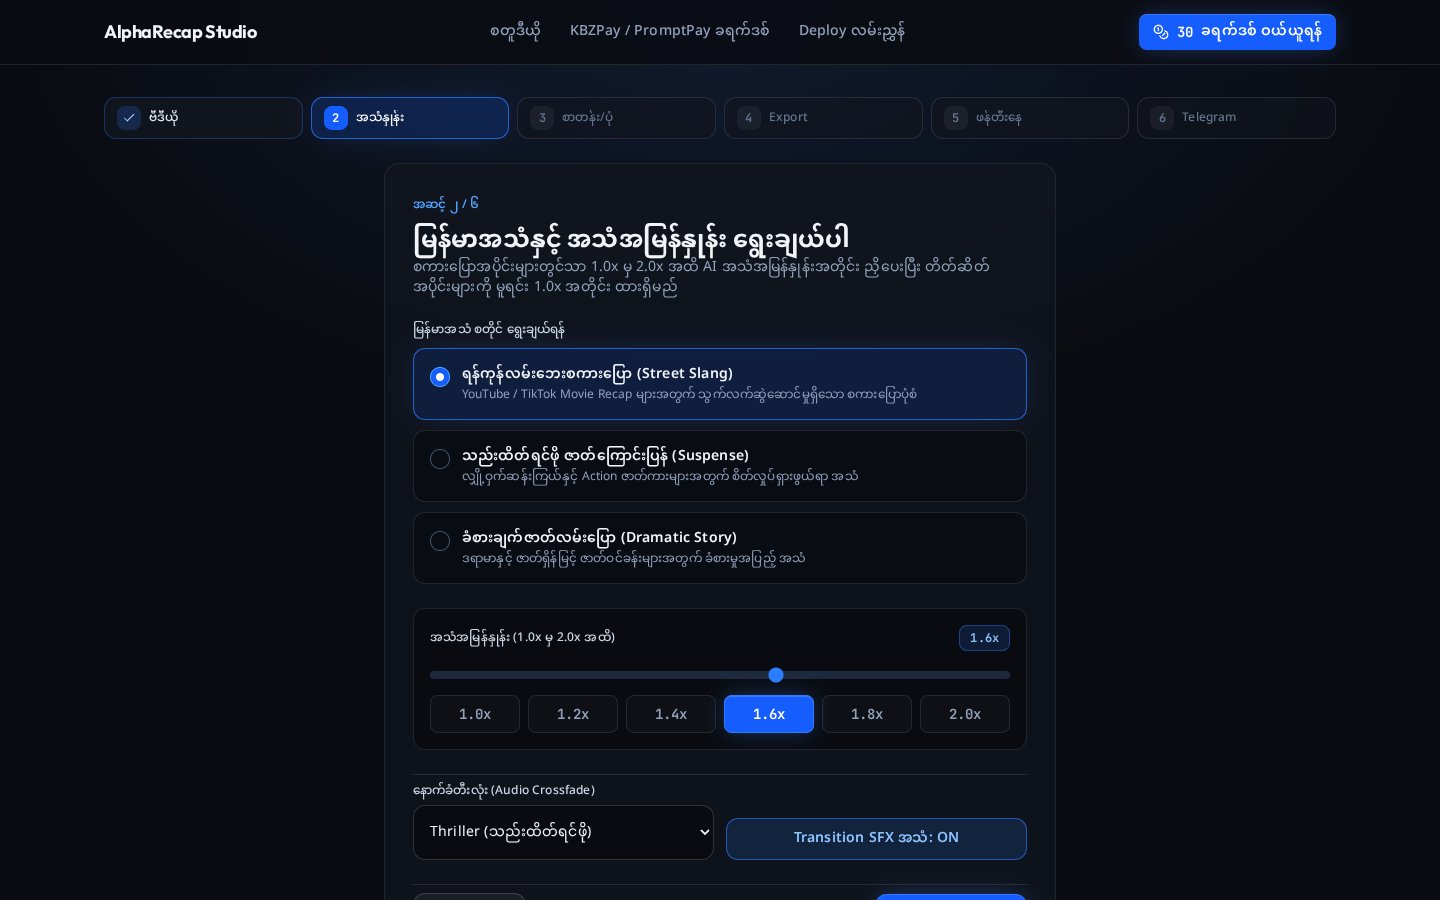 AlphaRecap Studio
စတူဒီယို
KBZPay / PromptPay ခရက်ဒစ်
Deploy လမ်းညွှန်
30 ခရက်ဒစ် ဝယ်ယူရန်
ဗီဒီယို
2 အသံနှုန်း
3 စာတန်း/ပုံ
4 Export
5 ဖန်တီးနေ
6 Telegram
အဆင့် ၂ / ၆
မြန်မာအသံနှင့် အသံအမြန်နှုန်း ရွေးချယ်ပါ
စကားပြောအပိုင်းများတွင်သာ 1.0x မှ 2.0x အထိ AI အသံအမြန်နှုန်းအတိုင်း ညှိပေးပြီး တိတ်ဆိတ်
အပိုင်းများကို မူရင်း 1.0x အတိုင်း ထားရှိမည်
မြန်မာအသံ စတိုင် ရွေးချယ်ရန်
ရန်ကုန်လမ်းဘေးစကားပြော (Street Slang)
YouTube / TikTok Movie Recap များအတွက် သွက်လက်ဆွဲဆောင်မှုရှိသော စကားပြောပုံစံ
သည်းထိတ်ရင်ဖို ဇာတ်ကြောင်းပြန် (Suspense)
လျှို့ဝှက်ဆန်းကြယ်နှင့် Action ဇာတ်ကားများအတွက် စိတ်လှုပ်ရှားဖွယ်ရာ အသံ
ခံစားချက်ဇာတ်လမ်းပြော (Dramatic Story)
ဒရာမာနှင့် ဇာတ်ရှိန်မြင့် ဇာတ်ဝင်ခန်းများအတွက် ခံစားမှုအပြည့် အသံ
အသံအမြန်နှုန်း (1.0x မှ 2.0x အထိ)
1.6x
1.0x
1.2x
1.4x
1.6x
1.8x
2.0x
နောက်ခံတီးလုံး (Audio Crossfade)
Thriller (သည်းထိတ်ရင်ဖို)
Transition SFX အသံ: ON